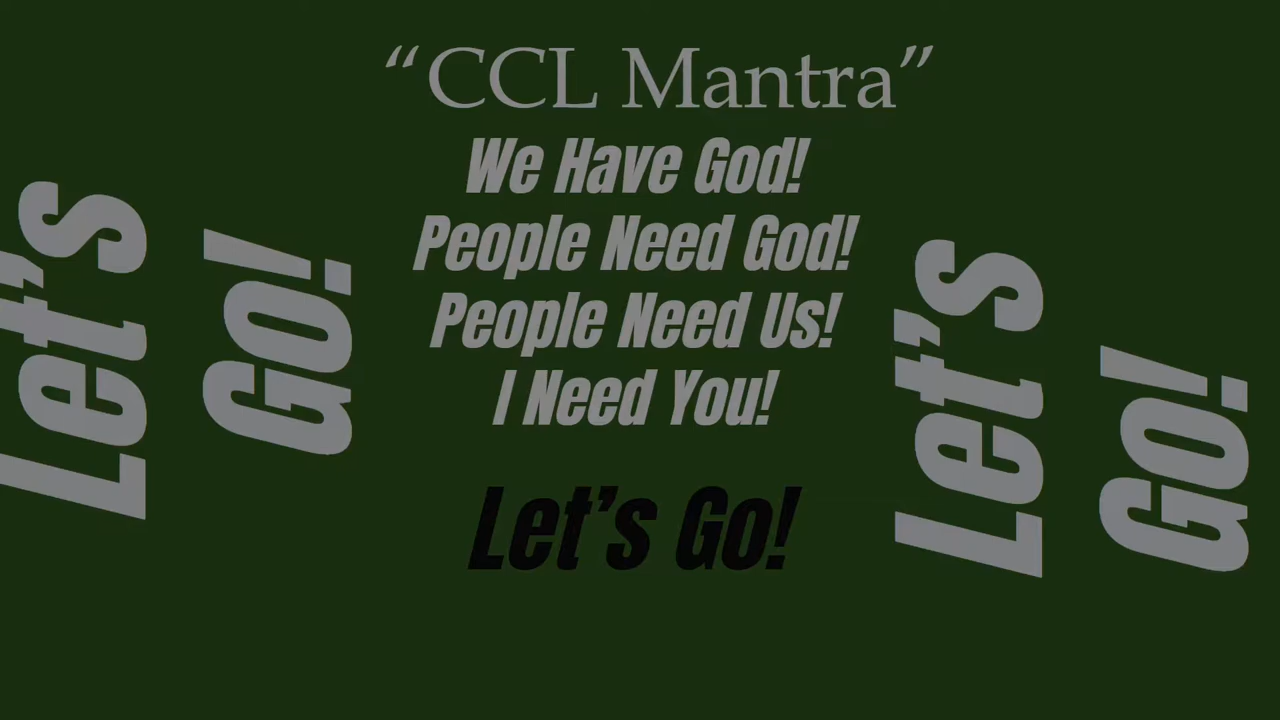 “CCL Mantra”
We Have God!
People Need God!
People Need Us!
I Need You!
Let’s Go!
Let’s
Go!
Let’s
Go!